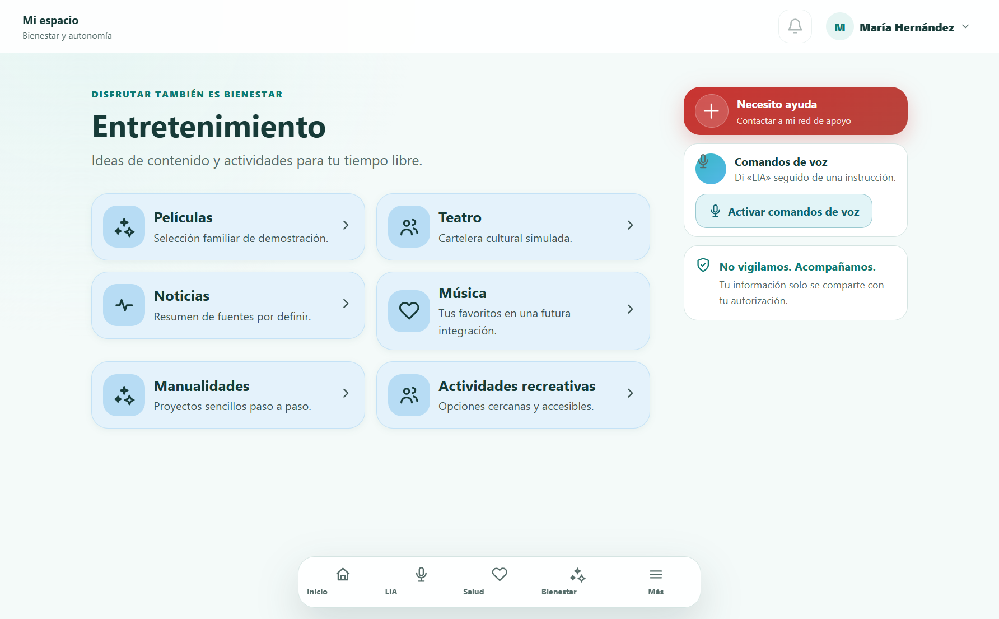 Mi espacio
Bienestar y autonomía
M
María Hernández
DISFRUTAR TAMBIÉN ES BIENESTAR
Entretenimiento
Ideas de contenido y actividades para tu tiempo libre.
Películas
Selección familiar de demostración.
Teatro
Cartelera cultural simulada.
Noticias
Resumen de fuentes por definir.
Música
Tus favoritos en una futura
integración.
Manualidades
Proyectos sencillos paso a paso.
Actividades recreativas
Opciones cercanas y accesibles.
Necesito ayuda
Contactar a mi red de apoyo
Comandos de voz
Di «LIA» seguido de una instrucción.
Activar comandos de voz
No vigilamos. Acompañamos.
Tu información solo se comparte con
tu autorización.
Inicio
LIA
Salud
Bienestar
Más